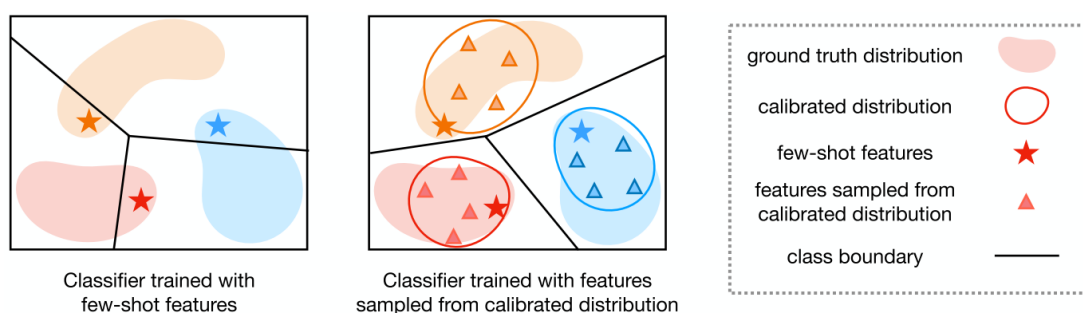 Classifier trained with
few-shot features
Classifier trained with features
sampled from calibrated distribution
ground truth distribution
calibrated distribution
few-shot features
features sampled from
calibrated distribution
class boundary